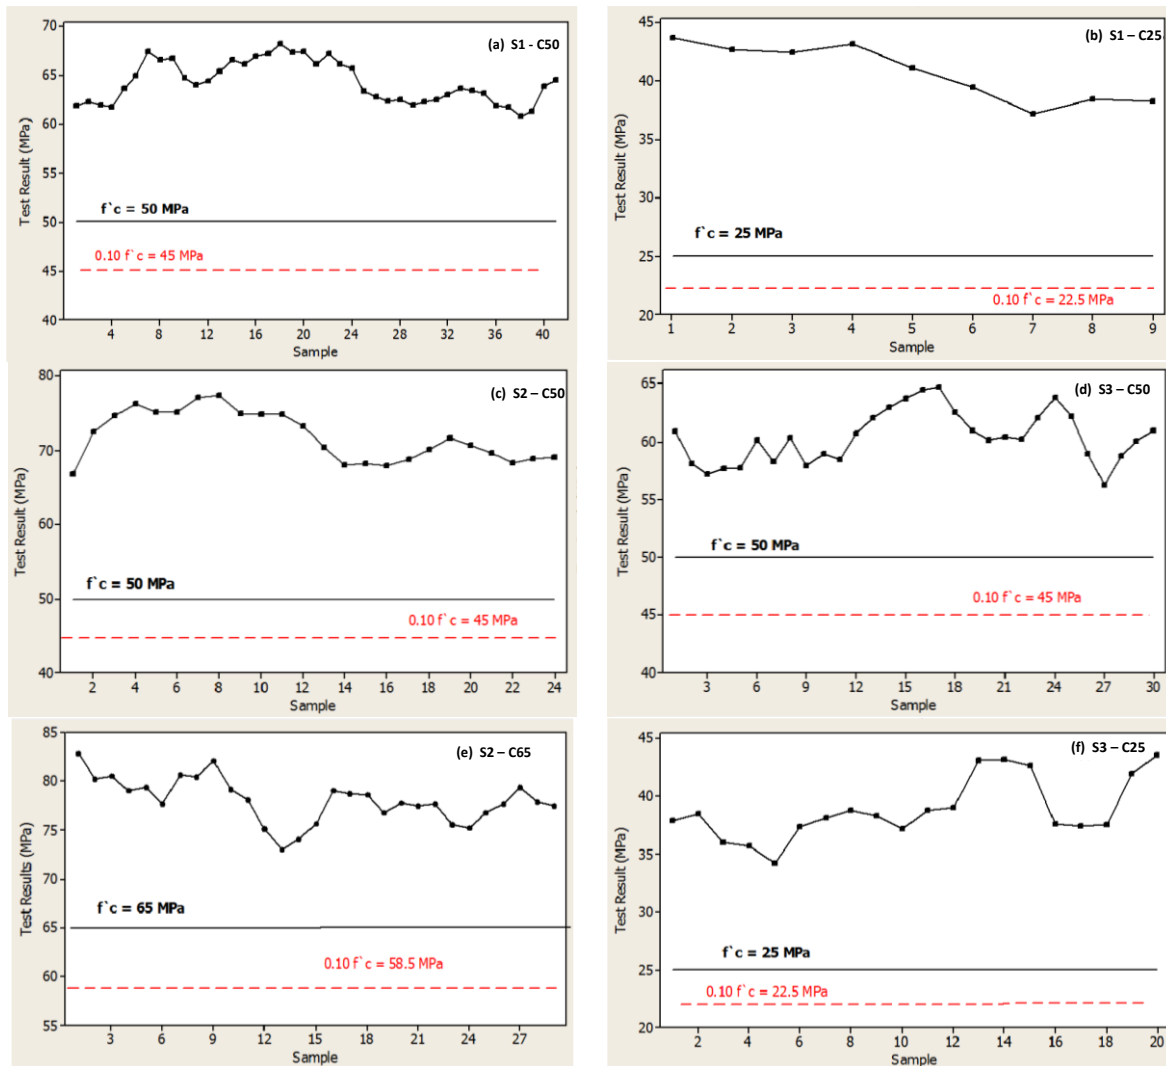 (a) S1 - C50
Test Result (MPa)
70
65
60
55
50
45
40
f`c = 50 MPa
0.10 f`c = 45 MPa
4 8 12 16 20 24 28 32 36 40
Sample
(b) S1 – C25
Test Result (MPa)
45
40
35
30
25
20
f`c = 25 MPa
0.10 f`c = 22.5 MPa
1 2 3 4 5 6 7 8 9
Sample
(c) S2 – C50
Test Result (MPa)
80
70
60
50
40
f`c = 50 MPa
0.10 f`c = 45 MPa
2 4 6 8 10 12 14 16 18 20 22 24
Sample
(d) S3 – C50
Test Result (MPa)
65
60
55
50
45
40
f`c = 50 MPa
0.10 f`c = 45 MPa
3 6 9 12 15 18 21 24 27 30
Sample
(e) S2 – C65
Test Results (MPa)
85
80
75
70
65
60
55
f`c = 65 MPa
0.10 f`c = 58.5 MPa
3 6 9 12 15 18 21 24 27
Sample
(f) S3 – C25
Test Result (MPa)
45
40
35
30
25
20
f`c = 25 MPa
0.10 f`c = 22.5 MPa
2 4 6 8 10 12 14 16 18 20
Sample